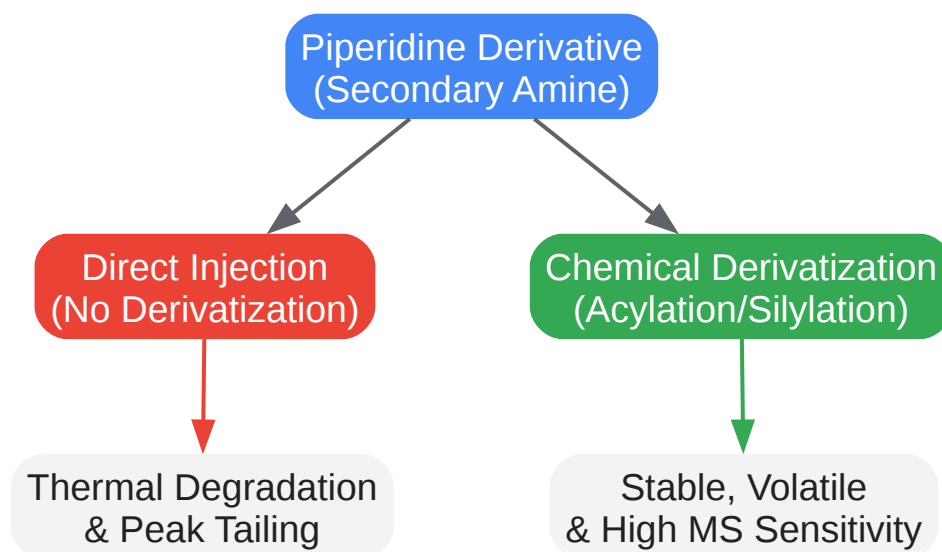 Piperidine Derivative
(Secondary Amine)
Direct Injection
(No Derivatization)
Chemical Derivatization
(Acylation/Silylation)
Thermal Degradation
& Peak Tailing
Stable, Volatile
& High MS Sensitivity